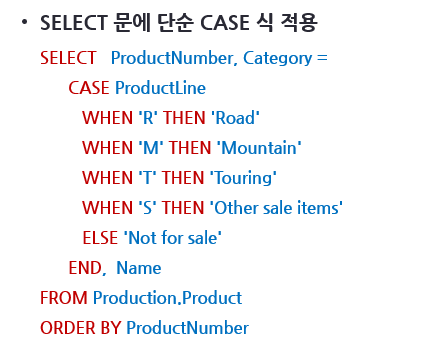 • SELECT 문에 단순 CASE 식 적용
SELECT ProductNumber, Category =
CASE ProductLine
WHEN 'R' THEN 'Road'
WHEN 'M' THEN 'Mountain'
WHEN 'T' THEN 'Touring'
WHEN 'S' THEN 'Other sale items'
ELSE 'Not for sale'
END, Name
FROM Production.Product
ORDER BY ProductNumber